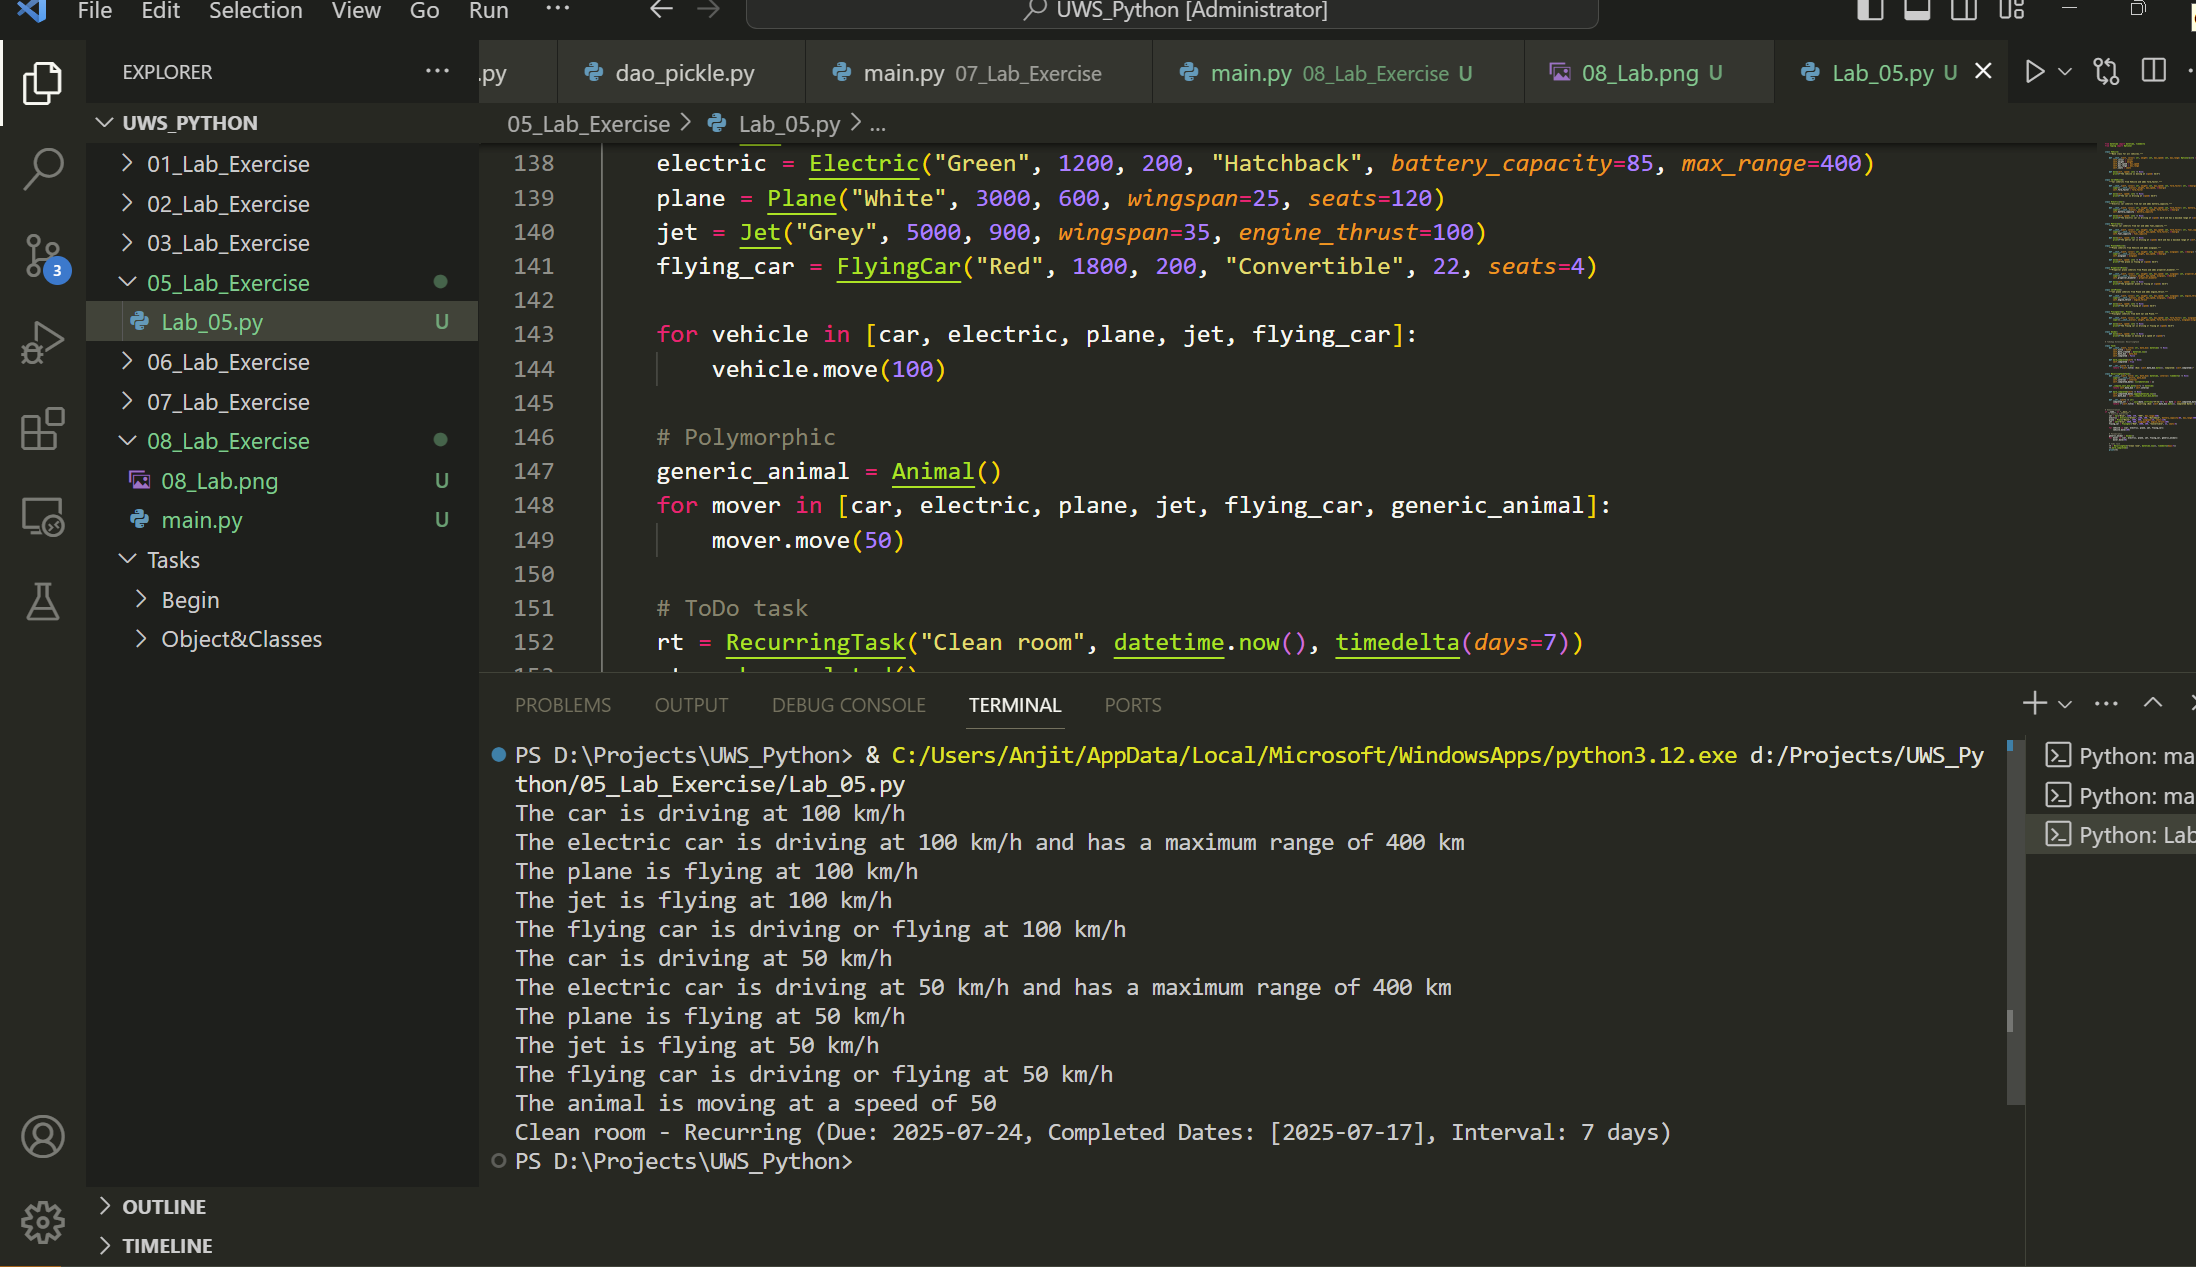 File Edit Selection View Go Run ··· UWS_Python [Administrator]
EXPLORER ···
.py dao_pickle.py main.py 07_Lab_Exercise main.py 08_Lab_Exercise U 08_Lab.png U Lab_05.py U
UWS_PYTHON
01_Lab_Exercise
02_Lab_Exercise
03_Lab_Exercise
05_Lab_Exercise
Lab_05.py U
06_Lab_Exercise
07_Lab_Exercise
08_Lab_Exercise
08_Lab.png U
main.py U
Tasks
Begin
Object&Classes
OUTLINE
TIMELINE
3
05_Lab_Exercise > Lab_05.py > ...
138 electric = Electric("Green", 1200, 200, "Hatchback", battery_capacity=85, max_range=400)
139 plane = Plane("White", 3000, 600, wingspan=25, seats=120)
140 jet = Jet("Grey", 5000, 900, wingspan=35, engine_thrust=100)
141 flying_car = FlyingCar("Red", 1800, 200, "Convertible", 22, seats=4)
142
143 for vehicle in [car, electric, plane, jet, flying_car]:
144 vehicle.move(100)
145
146 # Polymorphic
147 generic_animal = Animal()
148 for mover in [car, electric, plane, jet, flying_car, generic_animal]:
149 mover.move(50)
150
151 # ToDo task
152 rt = RecurringTask("Clean room", datetime.now(), timedelta(days=7))
PROBLEMS OUTPUT DEBUG CONSOLE TERMINAL PORTS
PS D:\Projects\UWS_Python> & C:/Users/Anjit/AppData/Local/Microsoft/WindowsApps/python3.12.exe d:/Projects/UWS_Py
thon/05_Lab_Exercise/Lab_05.py
The car is driving at 100 km/h
The electric car is driving at 100 km/h and has a maximum range of 400 km
The plane is flying at 100 km/h
The jet is flying at 100 km/h
The flying car is driving or flying at 100 km/h
The car is driving at 50 km/h
The electric car is driving at 50 km/h and has a maximum range of 400 km
The plane is flying at 50 km/h
The jet is flying at 50 km/h
The flying car is driving or flying at 50 km/h
The animal is moving at a speed of 50
Clean room - Recurring (Due: 2025-07-24, Completed Dates: [2025-07-17], Interval: 7 days)
PS D:\Projects\UWS_Python>
Python: ma
Python: ma
Python: Lab